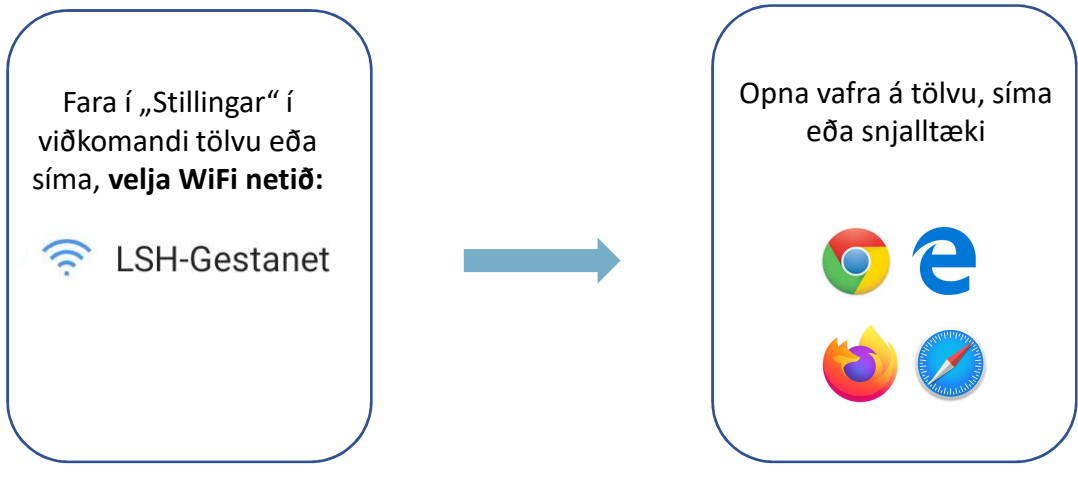 Fara í „Stillingar“ í
viðkomandi tölvu eða
síma, velja WiFi netið:
LSH-Gestanet
Opna vafra á tölvu, síma
eða snjalltæki